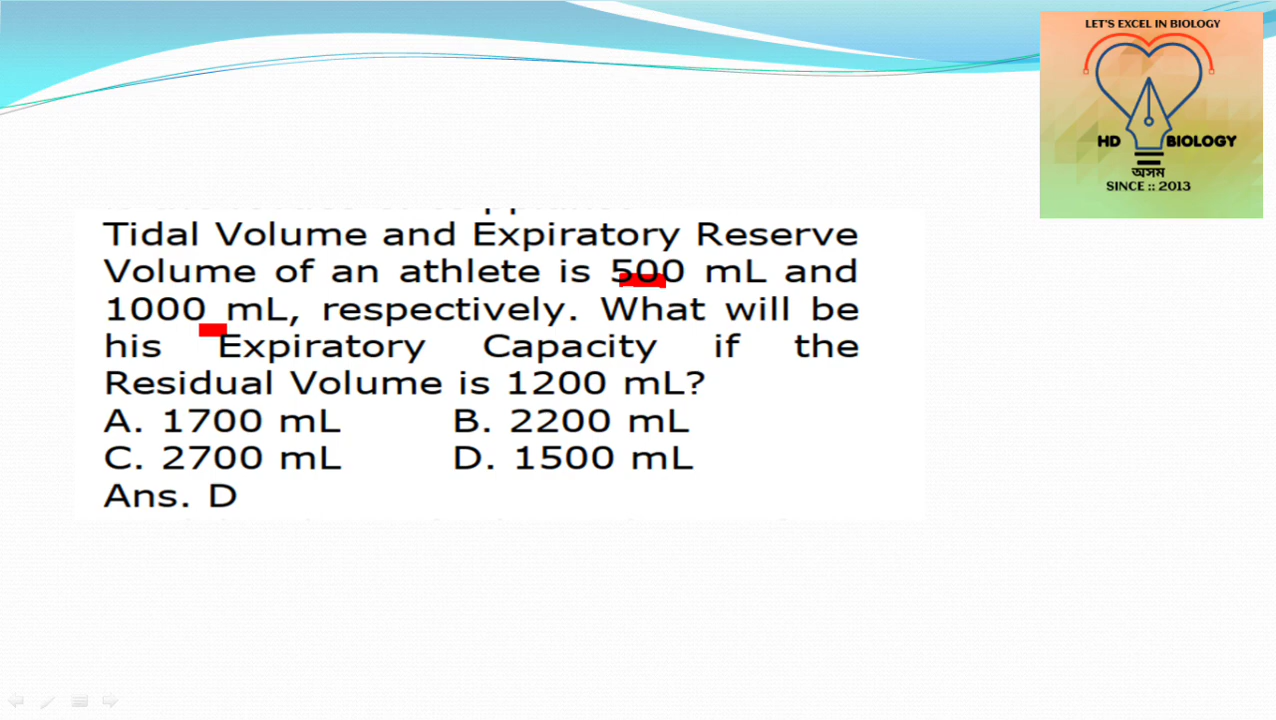 LET'S EXCEL IN BIOLOGY
HD BIOLOGY
অসম
SINCE :: 2013
Tidal Volume and Expiratory Reserve
Volume of an athlete is 500 mL and
1000 mL, respectively. What will be
his Expiratory Capacity if the
Residual Volume is 1200 mL?
A. 1700 mL B. 2200 mL
C. 2700 mL D. 1500 mL
Ans. D